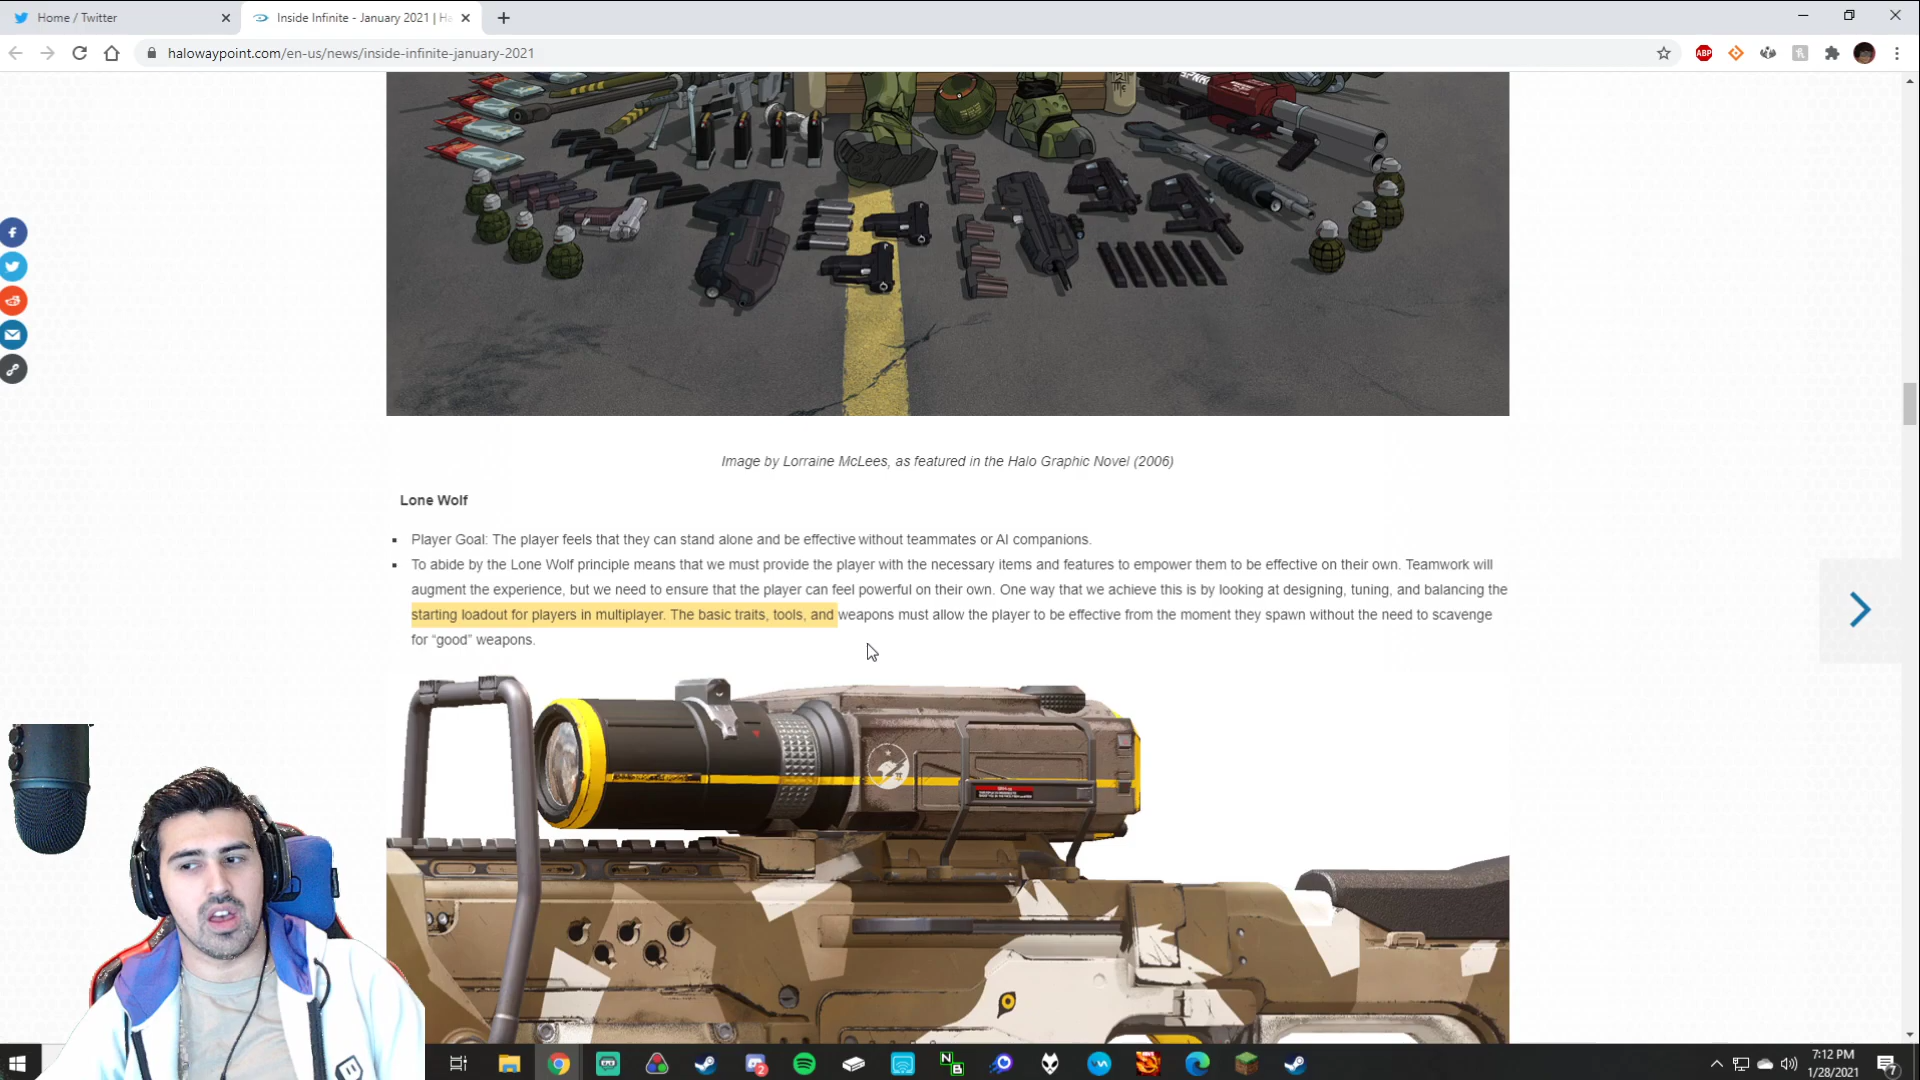 Home / Twitter
Inside Infinite - January 2021 | Ha
halowaypoint.com/en-us/news/inside-infinite-january-2021
ABP
Image by Lorraine McLees, as featured in the Halo Graphic Novel (2006)
Lone Wolf
Player Goal: The player feels that they can stand alone and be effective without teammates or AI companions.
To abide by the Lone Wolf principle means that we must provide the player with the necessary items and features to empower them to be effective on their own. Teamwork will
augment the experience, but we need to ensure that the player can feel powerful on their own. One way that we achieve this is by looking at designing, tuning, and balancing the
starting loadout for players in multiplayer. The basic traits, tools, and weapons must allow the player to be effective from the moment they spawn without the need to scavenge
for “good” weapons.
7:12 PM
1/28/2021
7
2